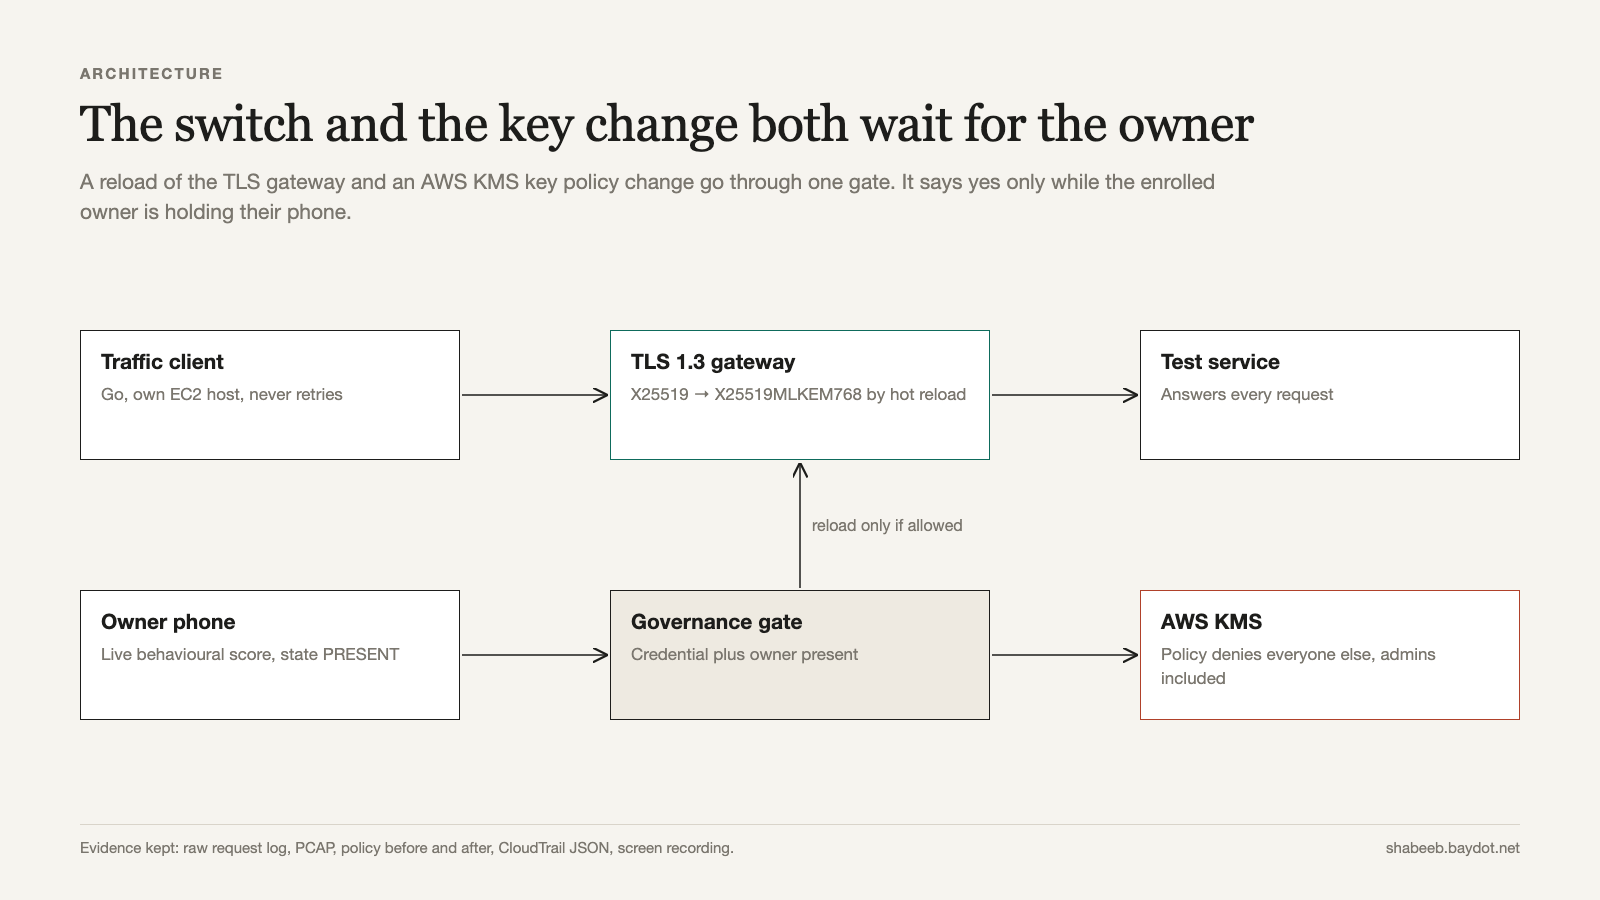 ARCHITECTURE
The switch and the key change both wait for the owner
A reload of the TLS gateway and an AWS KMS key policy change go through one gate. It says yes only while the enrolled
owner is holding their phone.
Traffic client
Go, own EC2 host, never retries
TLS 1.3 gateway
X25519 → X25519MLKEM768 by hot reload
Test service
Answers every request
reload only if allowed
Owner phone
Live behavioural score, state PRESENT
Governance gate
Credential plus owner present
AWS KMS
Policy denies everyone else, admins
included
Evidence kept: raw request log, PCAP, policy before and after, CloudTrail JSON, screen recording.
shabeeb.baydot.net